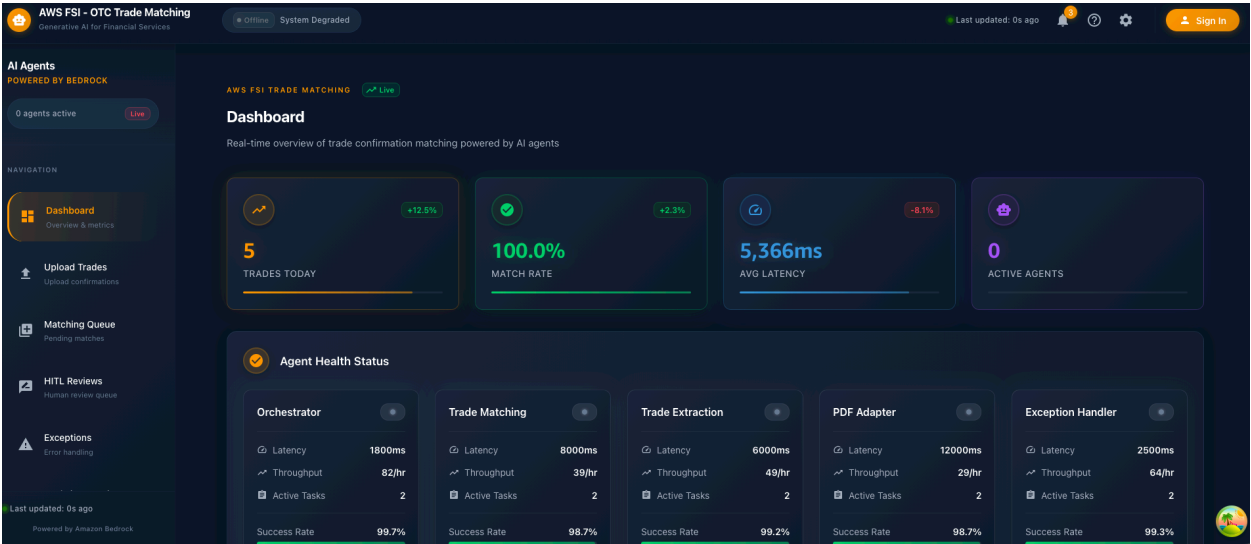 AWS FSI - OTC Trade Matching
Generative AI for Financial Services
Offline System Degraded
Last updated: 0s ago
3
Sign In
AI Agents
POWERED BY BEDROCK
0 agents active Live
NAVIGATION
Dashboard
Overview & metrics
Upload Trades
Upload confirmations
Matching Queue
Pending matches
HITL Reviews
Human review queue
Exceptions
Error handling
Last updated: 0s ago
Powered by Amazon Bedrock
AWS FSI TRADE MATCHING Live
Dashboard
Real-time overview of trade confirmation matching powered by AI agents
+12.5%
5
TRADES TODAY
+2.3%
100.0%
MATCH RATE
-8.1%
5,366ms
AVG LATENCY
0
ACTIVE AGENTS
Agent Health Status
Orchestrator
Latency 1800ms
Throughput 82/hr
Active Tasks 2
Success Rate 99.7%
Trade Matching
Latency 8000ms
Throughput 39/hr
Active Tasks 2
Success Rate 98.7%
Trade Extraction
Latency 6000ms
Throughput 49/hr
Active Tasks 2
Success Rate 99.2%
PDF Adapter
Latency 12000ms
Throughput 29/hr
Active Tasks 2
Success Rate 98.7%
Exception Handler
Latency 2500ms
Throughput 64/hr
Active Tasks 2
Success Rate 99.3%